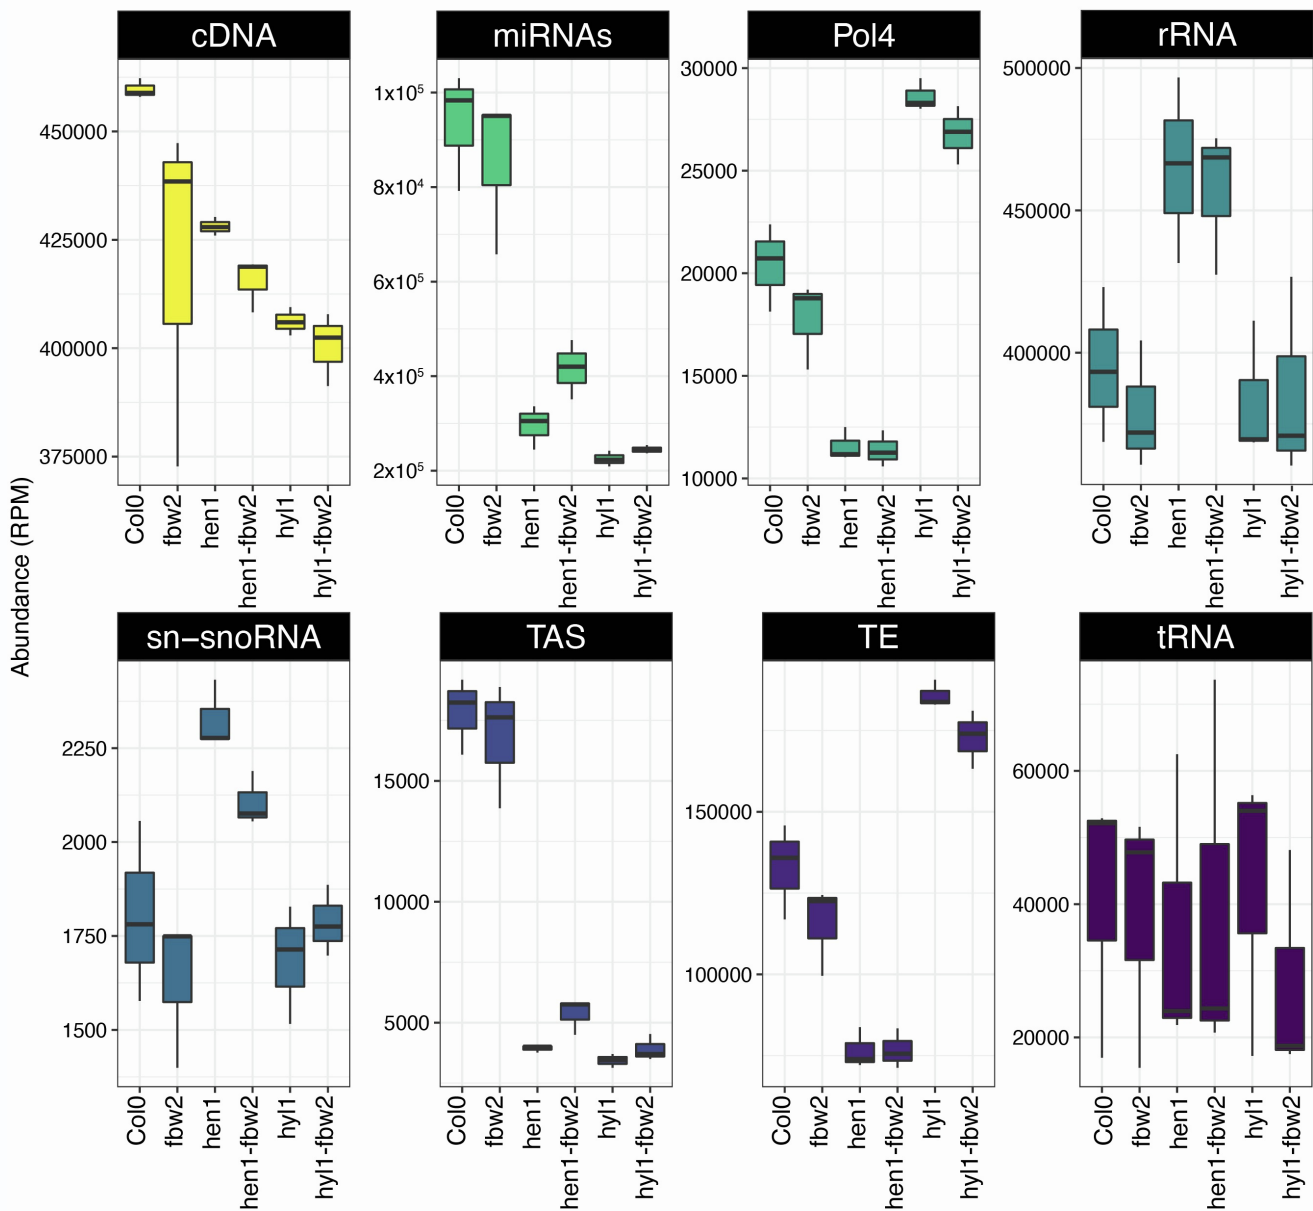 cDNA
miRNAs
Pol4
rRNA
450000
425000
400000
375000
1x10⁵
8x10⁴
6x10⁵
4x10⁵
2x10⁵
30000
25000
20000
15000
10000
500000
450000
400000
Col0
fbw2
hen1
hen1-fbw2
hyl1
hyl1-fbw2
Col0
fbw2
hen1
hen1-fbw2
hyl1
hyl1-fbw2
Col0
fbw2
hen1
hen1-fbw2
hyl1
hyl1-fbw2
Col0
fbw2
hen1
hen1-fbw2
hyl1
hyl1-fbw2
Abundance (RPM)
sn−snoRNA
TAS
TE
tRNA
2250
2000
1750
1500
15000
10000
5000
150000
100000
60000
40000
20000
Col0
fbw2
hen1
hen1-fbw2
hyl1
hyl1-fbw2
Col0
fbw2
hen1
hen1-fbw2
hyl1
hyl1-fbw2
Col0
fbw2
hen1
hen1-fbw2
hyl1
hyl1-fbw2
Col0
fbw2
hen1
hen1-fbw2
hyl1
hyl1-fbw2